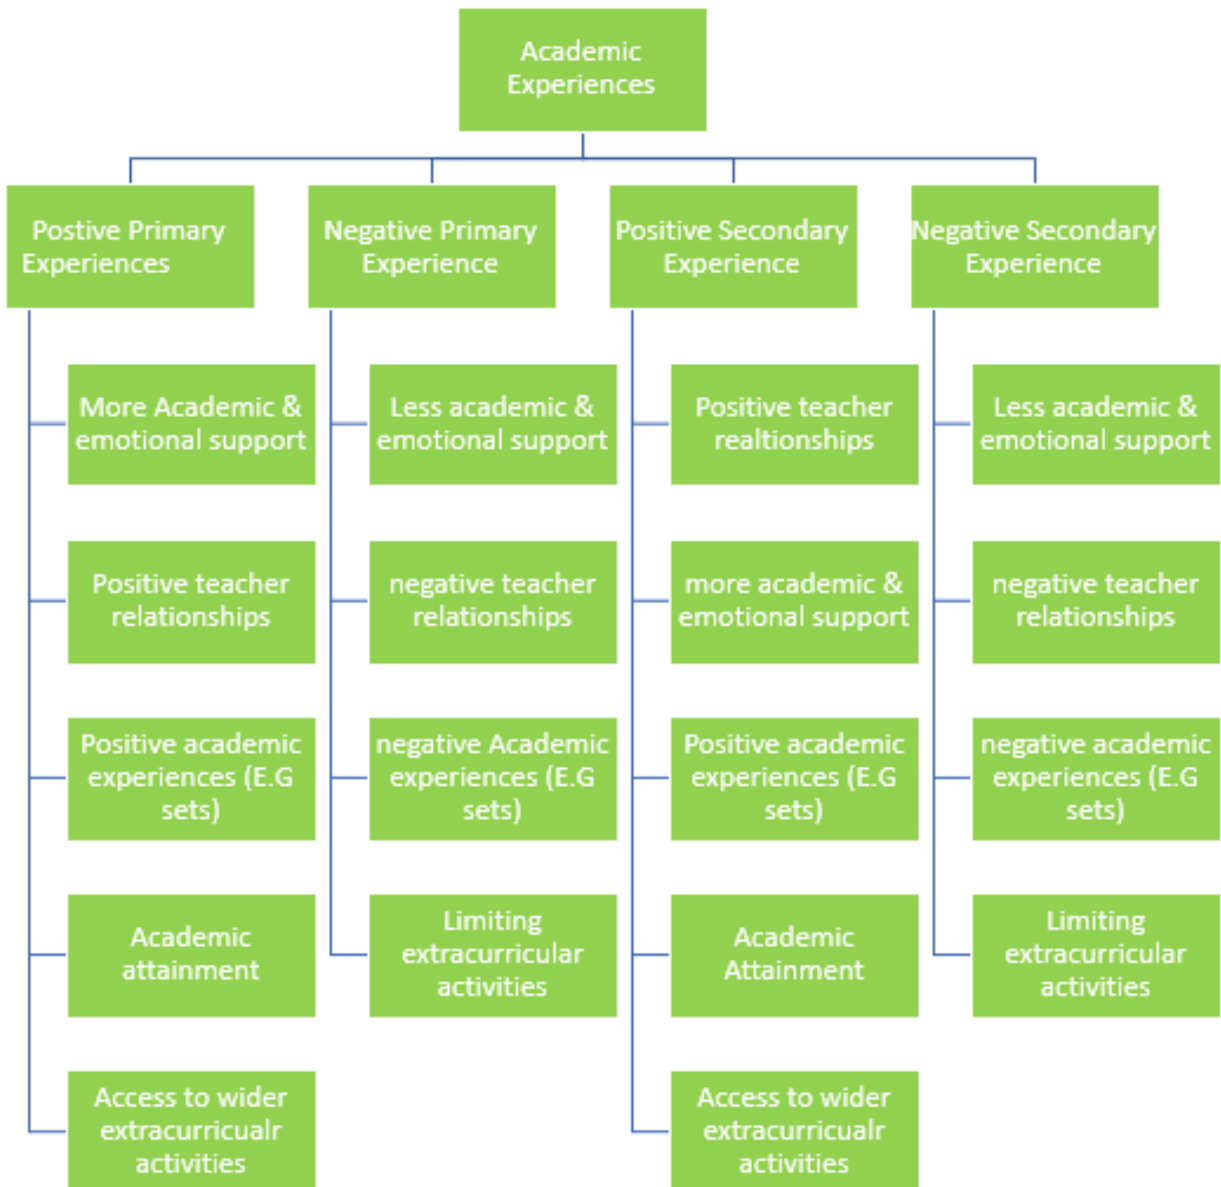 Academic
Experiences
Postive Primary
Experiences
Negative Primary
Experience
Positive Secondary
Experience
Negative Secondary
Experience
More Academic &
emotional support
Less academic &
emotional support
Positive teacher
realtionships
Less academic &
emotional support
Positive teacher
relationships
negative teacher
relationships
more academic &
emotional support
negative teacher
relationships
Positive academic
experiences (E.G
sets)
negative Academic
experiences (E.G
sets)
Positive academic
experiences (E.G
sets)
negative academic
experiences (E.G
sets)
Academic
attainment
Limiting
extracurricular
activities
Academic
Attainment
Limiting
extracurricular
activities
Access to wider
extracurricualr
activities
Access to wider
extracurricualr
activities